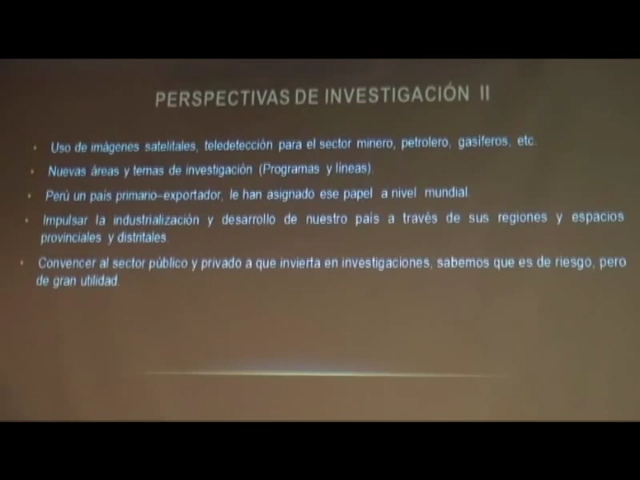 PERSPECTIVAS DE INVESTIGACIÓN II
• Uso de imágenes satelitales, teledetección para el sector minero, petrolero, gasíferos, etc.
• Nuevas áreas y temas de investigación (Programas y líneas).
• Perú un país primario–exportador, le han asignado ese papel a nivel mundial.
• Impulsar la industrialización y desarrollo de nuestro país a través de sus regiones y espacios
provinciales y distritales.
• Convencer al sector público y privado a que invierta en investigaciones, sabemos que es de riesgo, pero
de gran utilidad.